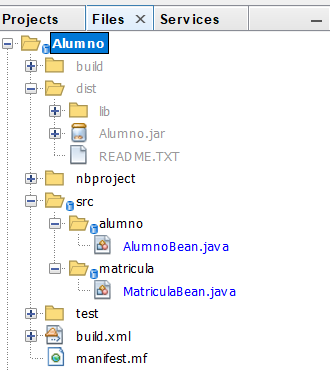 Projects Files Services
Alumno
build
dist
lib
Alumno.jar
README.TXT
nbproject
src
alumno
AlumnoBean.java
matricula
MatriculaBean.java
test
build.xml
manifest.mf